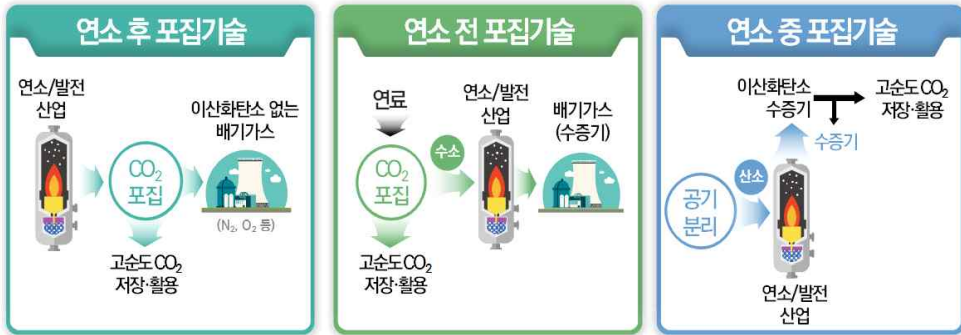 연소 후 포집기술
연소/발전
산업
CO₂
포집
이산화탄소 없는
배기가스
(N₂, O₂ 등)
고순도 CO₂
저장·활용
연소 전 포집기술
연료
CO₂
포집
수소
연소/발전
산업
배기가스
(수증기)
고순도 CO₂
저장·활용
연소 중 포집기술
공기
분리
산소
연소/발전
산업
이산화탄소
수증기
수증기
고순도 CO₂
저장·활용